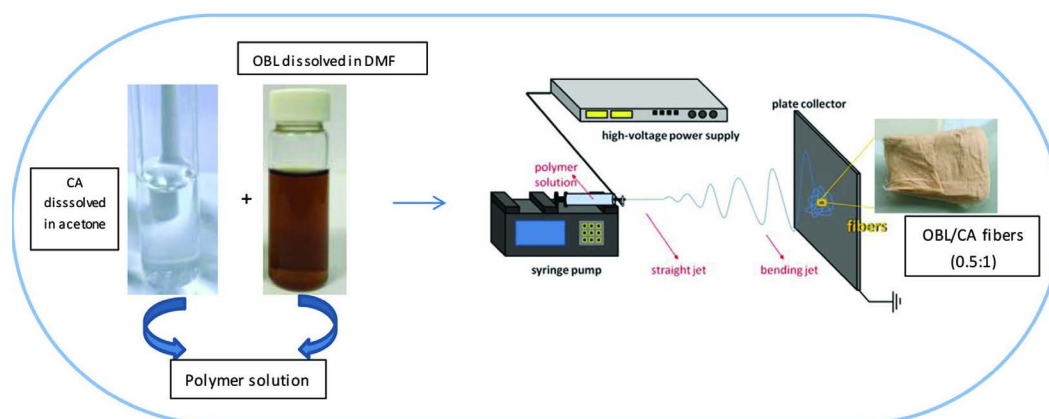 OBL dissolved in DMF
CA
disssolved
in acetone
+
Polymer solution
high-voltage power supply
polymer
solution
syringe pump
straight jet
bending jet
plate collector
fibers
OBL/CA fibers
(0.5:1)